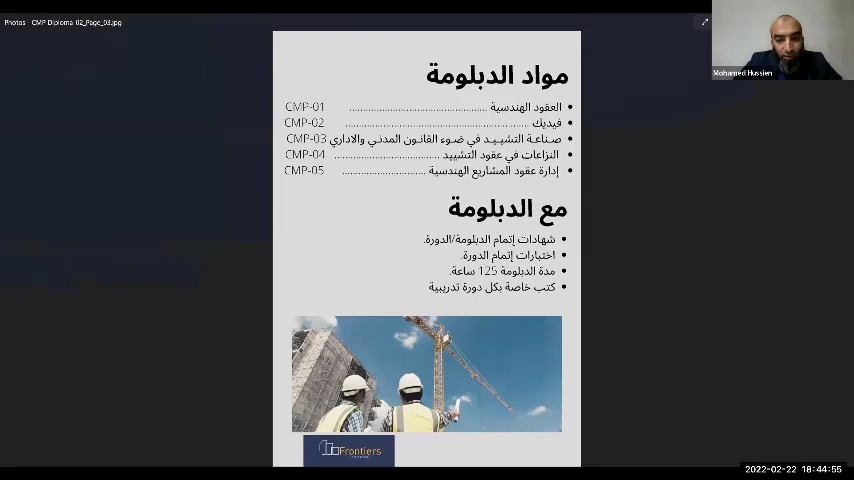 Photos - CMP Diploma 02_Page_03.jpg
Mohamed Hussien
مواد الدبلومة
العقود الهندسية ................................................ CMP-01
فيديك ................................................................ CMP-02
صناعة التشييد في ضوء القانون المدني والاداري CMP-03
النزاعات في عقود التشييد ..................................... CMP-04
إدارة عقود المشاريع الهندسية ............................. CMP-05
مع الدبلومة
شهادات إتمام الدبلومة/الدورة.
اختبارات إتمام الدورة.
مدة الدبلومة 125 ساعة.
كتب خاصة بكل دورة تدريبية
Frontiers
2022-02-22 18:44:55